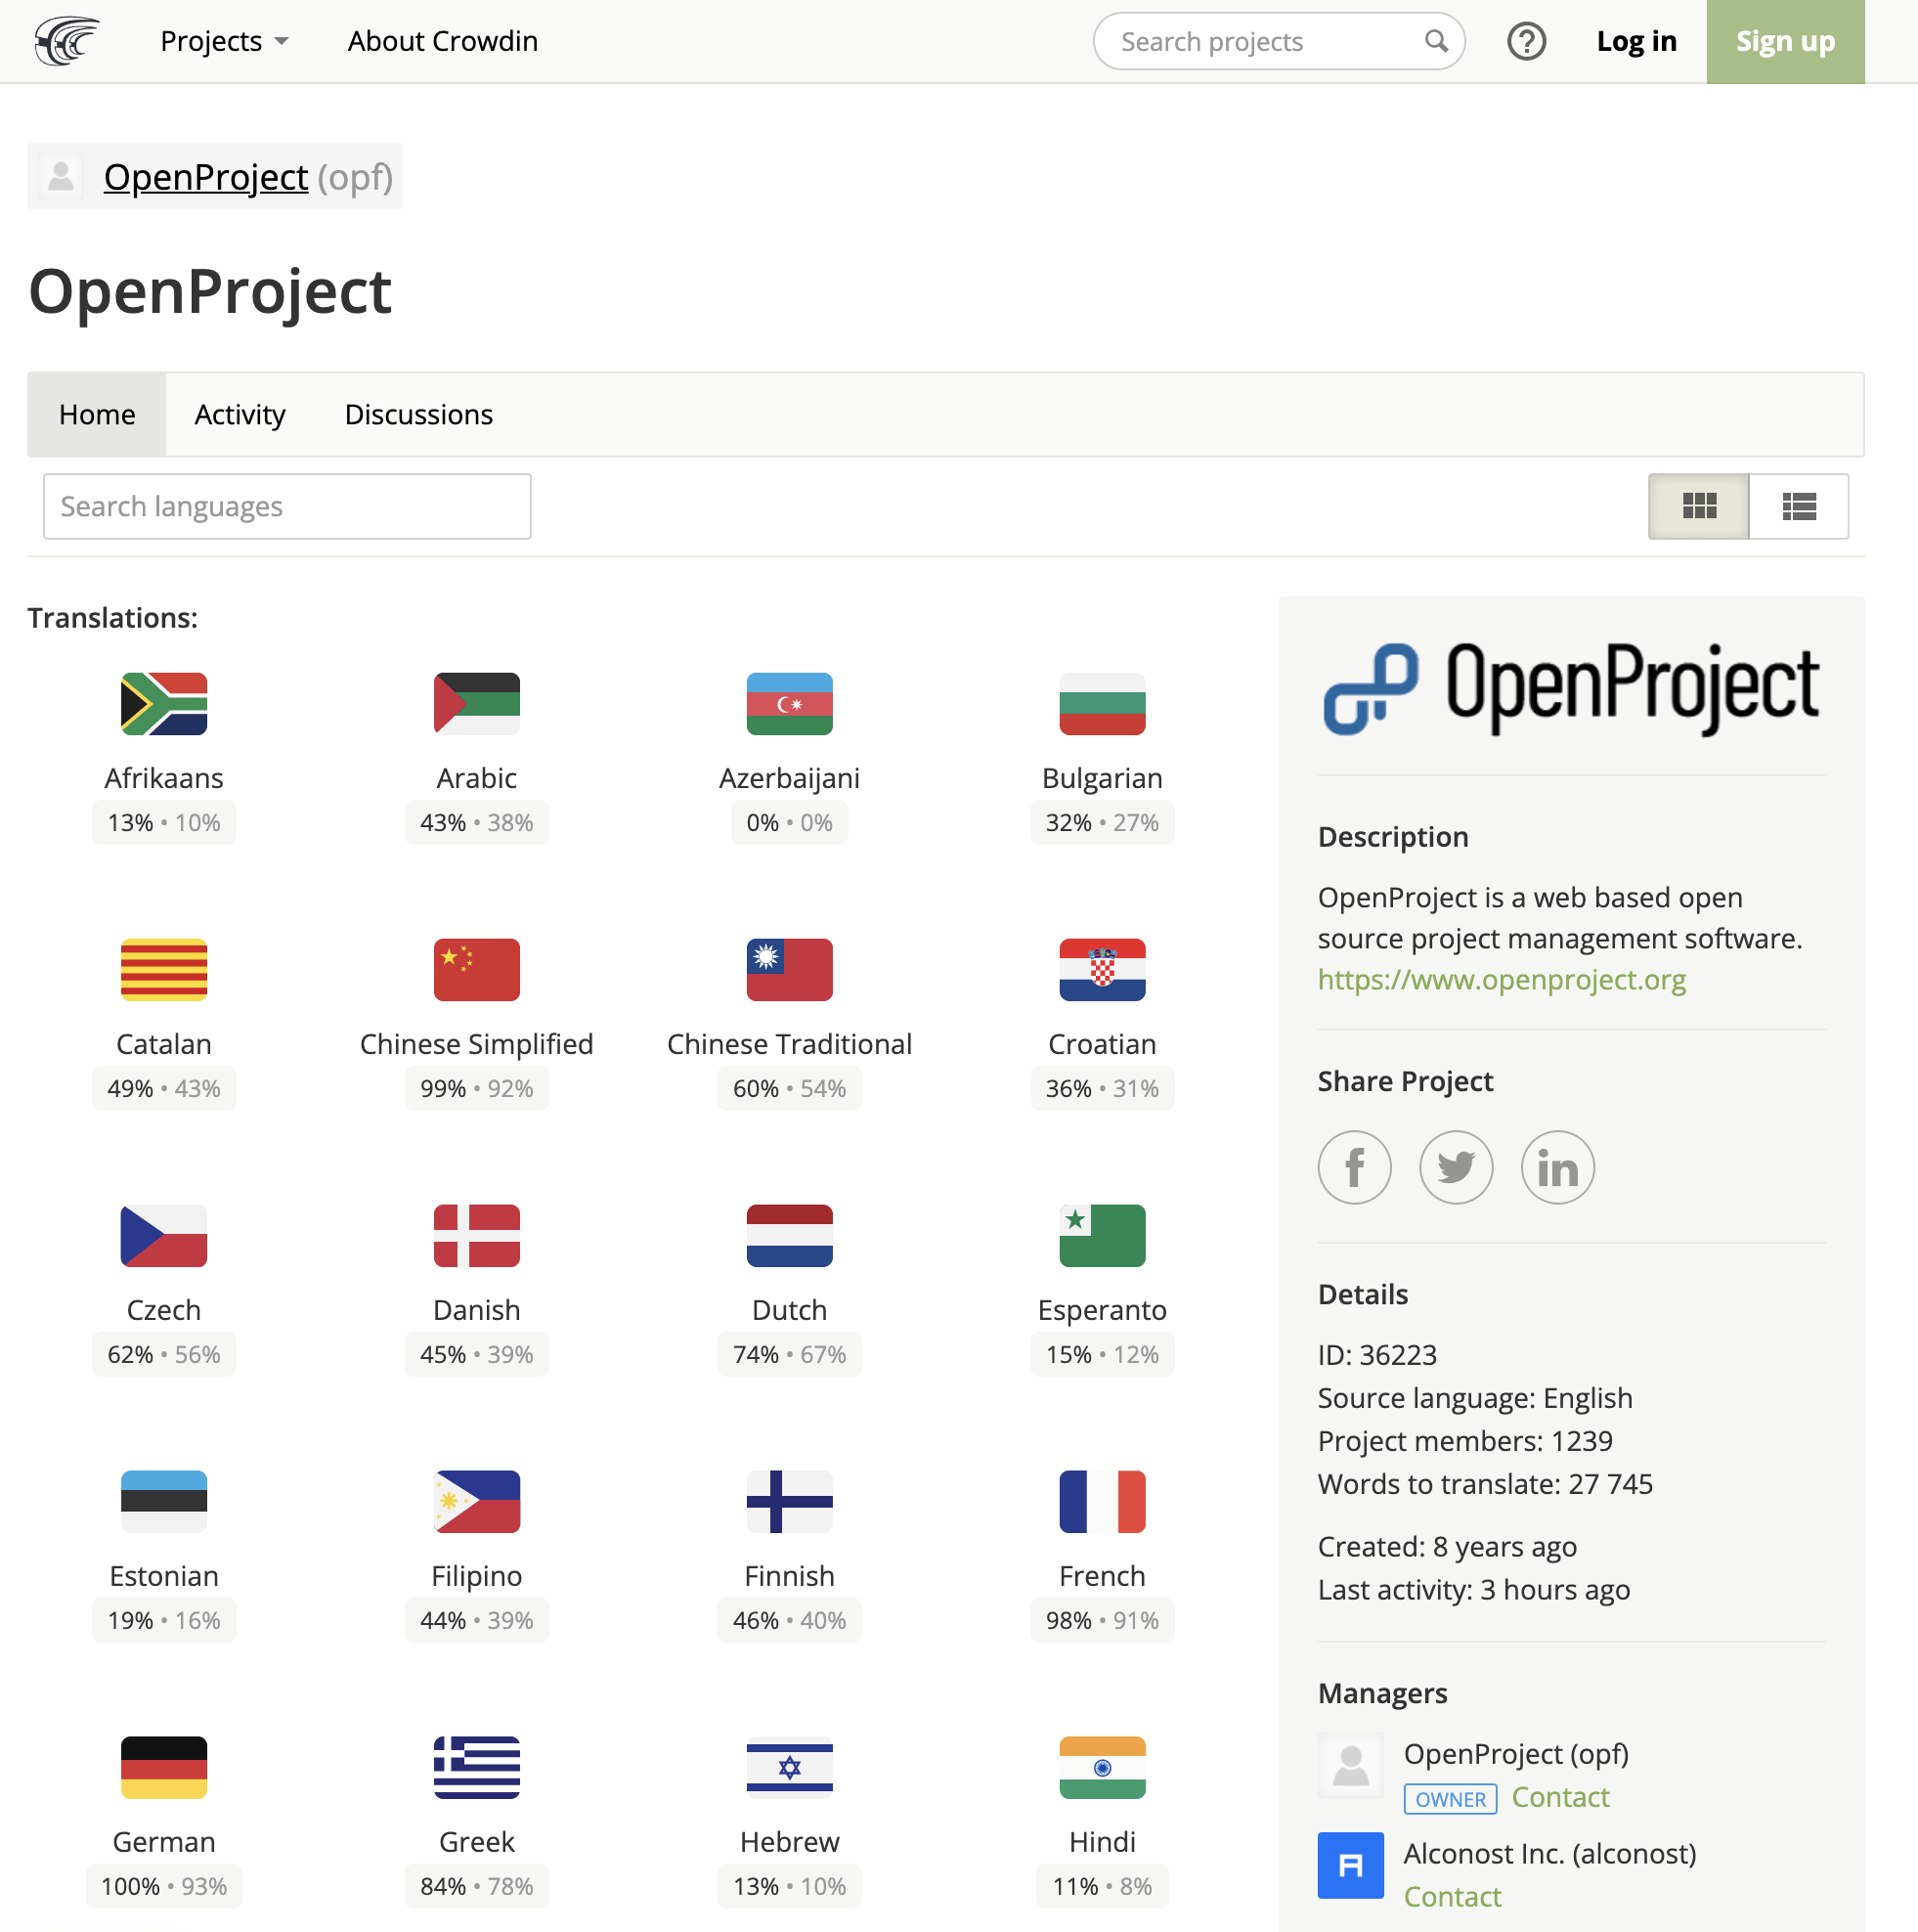 Projects
About Crowdin
Search projects
?
Log in
Sign up
OpenProject (opf)
OpenProject
Home
Activity
Discussions
Search languages
Translations:
Afrikaans
13% • 10%
Arabic
43% • 38%
Azerbaijani
0% • 0%
Bulgarian
32% • 27%
Catalan
49% • 43%
Chinese Simplified
99% • 92%
Chinese Traditional
60% • 54%
Croatian
36% • 31%
Czech
62% • 56%
Danish
45% • 39%
Dutch
74% • 67%
Esperanto
15% • 12%
Estonian
19% • 16%
Filipino
44% • 39%
Finnish
46% • 40%
French
98% • 91%
German
100% • 93%
Greek
84% • 78%
Hebrew
13% • 10%
Hindi
11% • 8%
OpenProject
Description
OpenProject is a web based open
source project management software.
https://www.openproject.org
Share Project
f
in
Details
ID: 36223
Source language: English
Project members: 1239
Words to translate: 27 745
Created: 8 years ago
Last activity: 3 hours ago
Managers
OpenProject (opf)
OWNER Contact
A
Alconost Inc. (alconost)
Contact